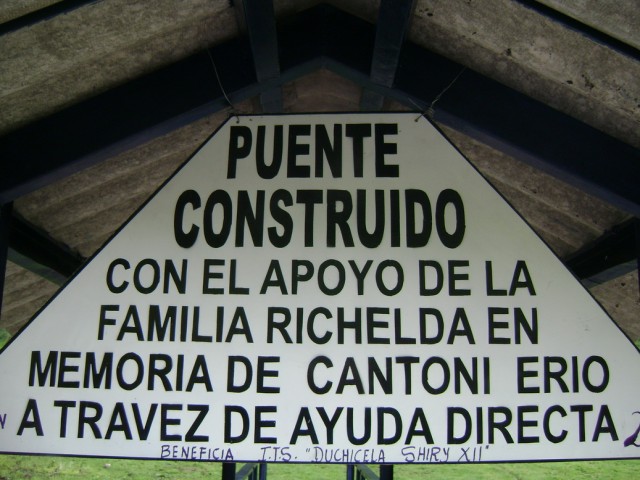 PUENTE
CONSTRUIDO
CON EL APOYO DE LA
FAMILIA RICHELDA EN
MEMORIA DE CANTONI ERIO
A TRAVEZ DE AYUDA DIRECTA
BENEFICIA I.T.S. "DUCHICELA SHIRY XII"